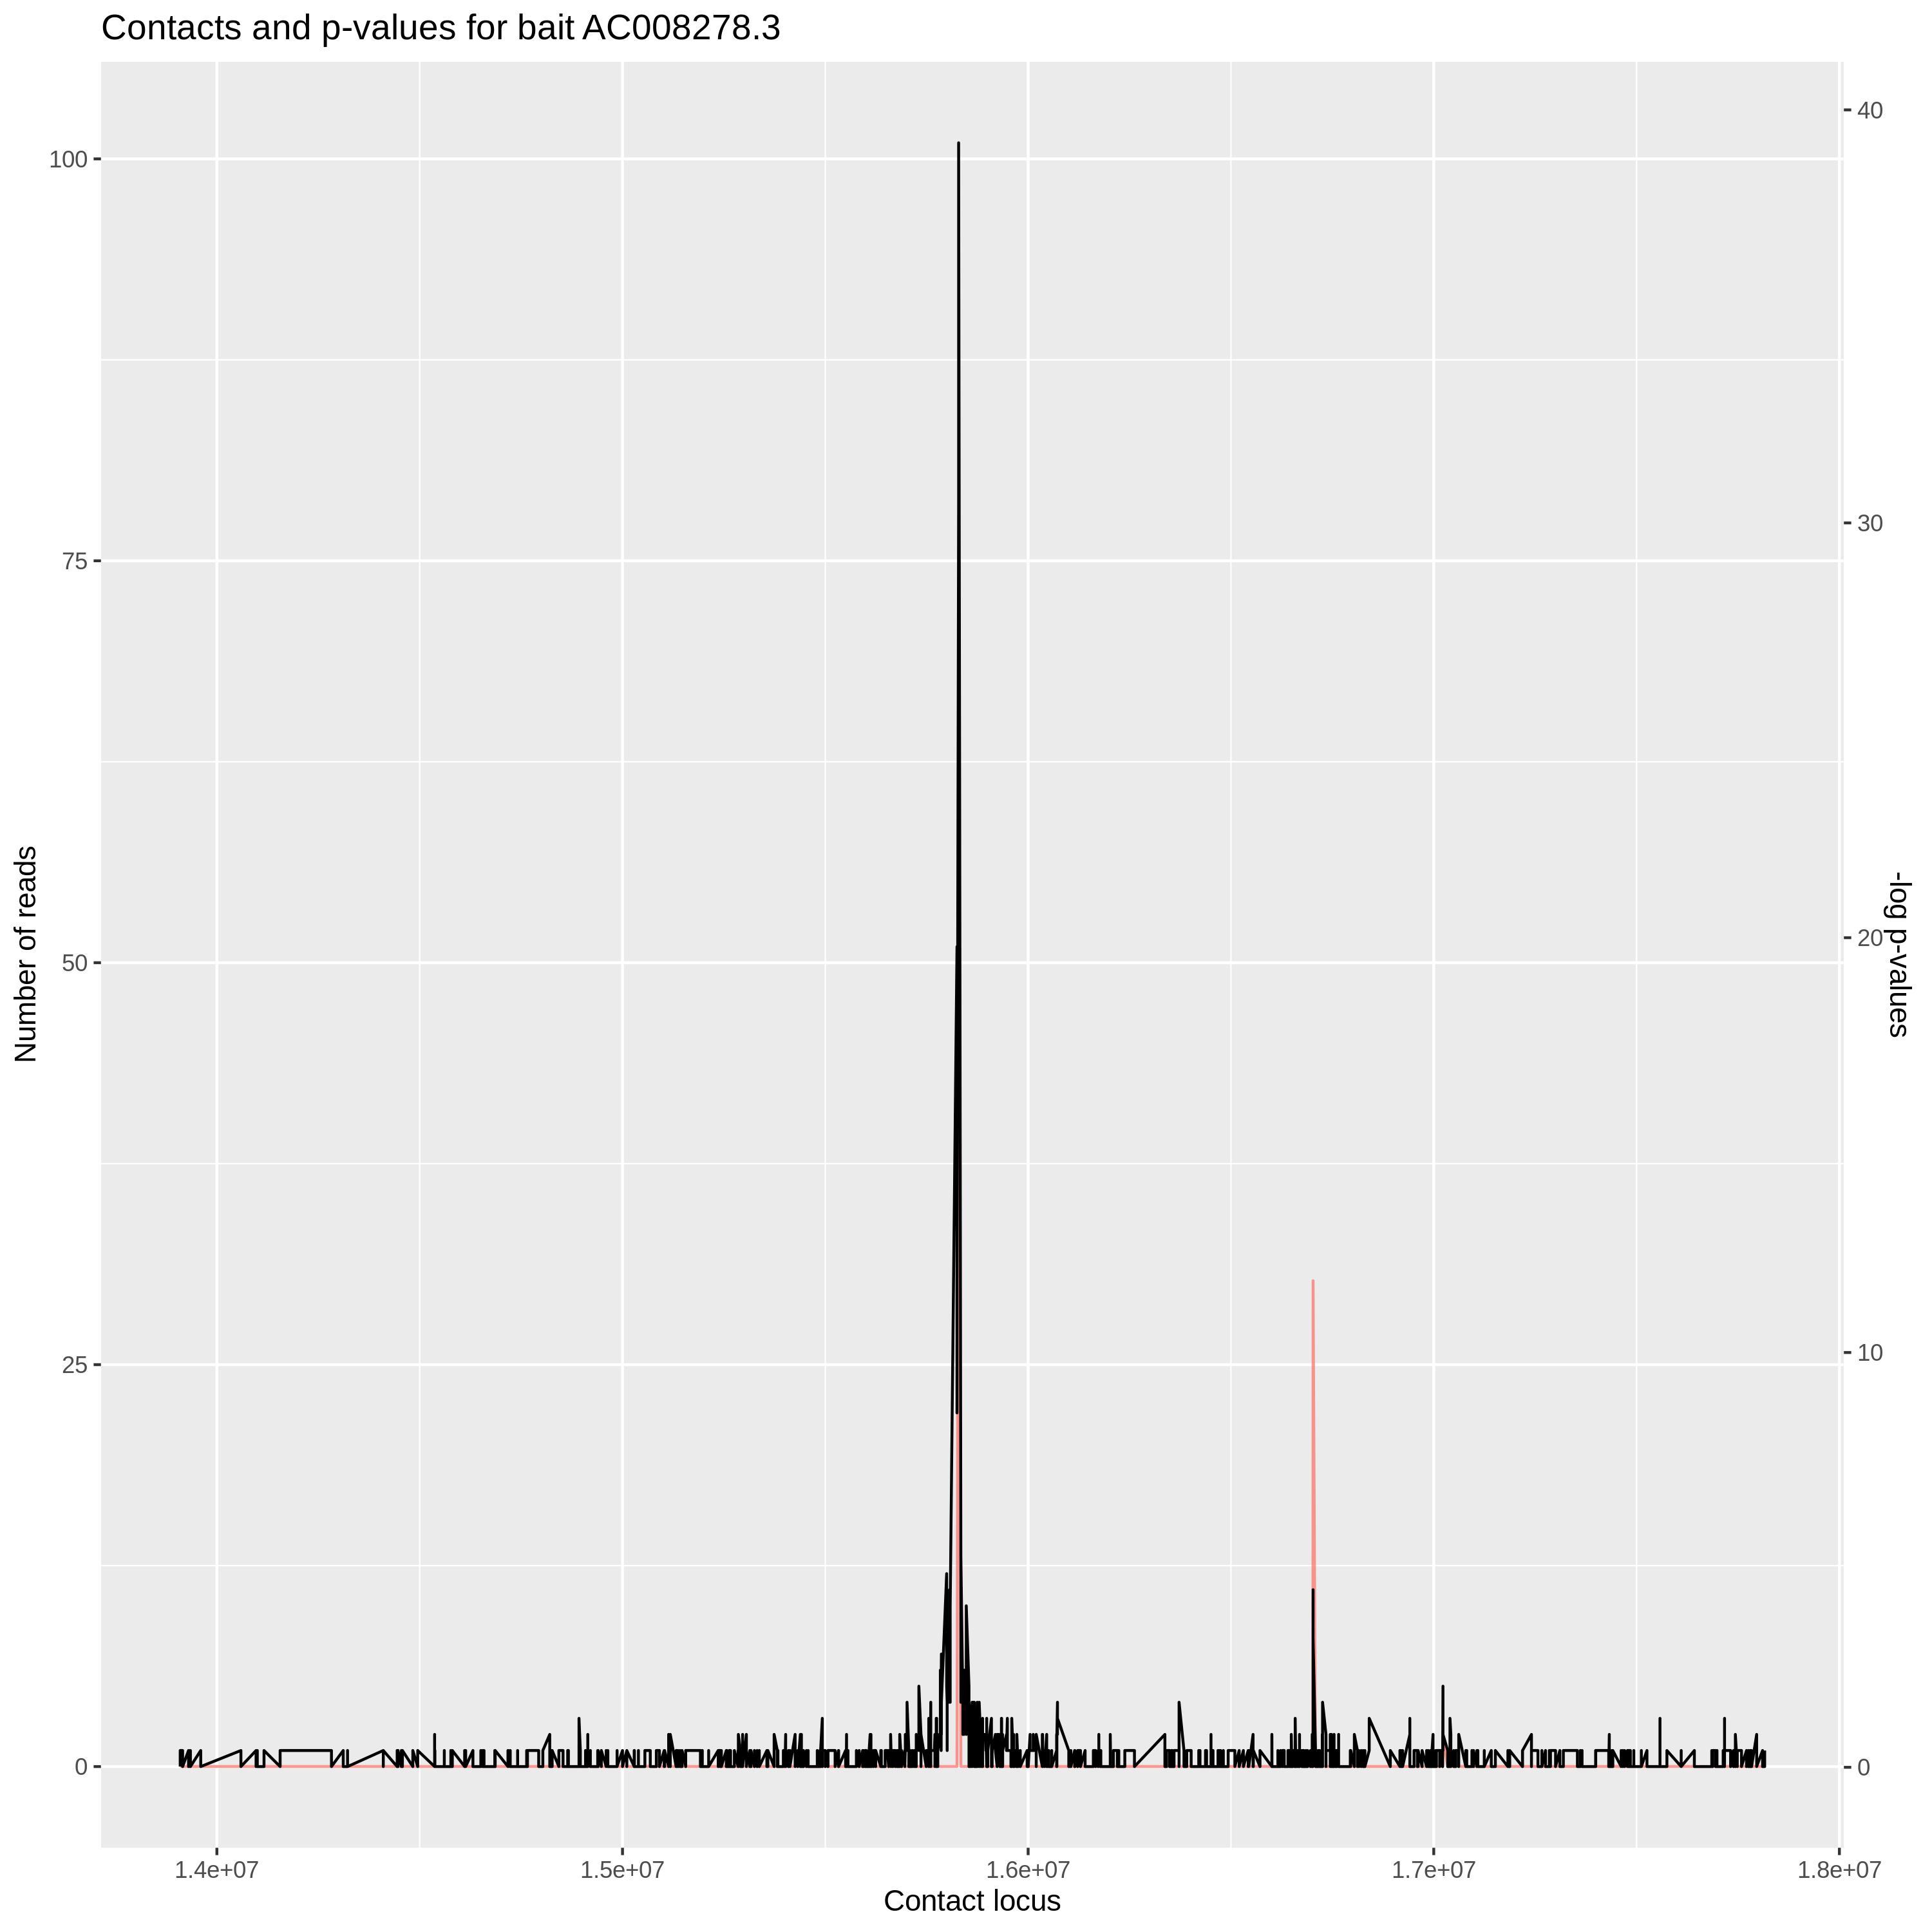 Contacts and p-values for bait AC008278.3
100
75
50
25
0
Number of reads
40
30
20
10
0
-log p-values
1.4e+07
1.5e+07
1.6e+07
1.7e+07
1.8e+07
Contact locus